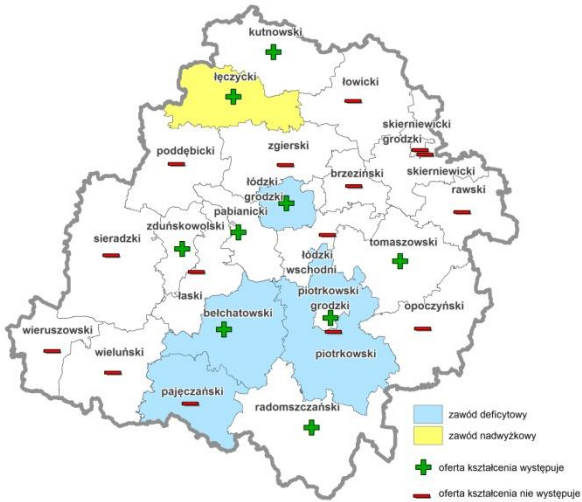 kutnowski
łęczycki
łowicki
skierniewicki
grodzki
poddębicki
zgierski
brzeziński
skierniewicki
rawski
łódzki
grodzki
pabianicki
zduńskowolski
sieradzki
tomaszowski
łódzki
wschodni
łaski
piotrkowski
grodzki
bełchatowski
opoczyński
wieruszowski
wieluński
piotrkowski
pajęczański
radomszczański
zawód deficytowy
zawód nadwyżkowy
oferta kształcenia występuje
oferta kształcenia nie występuje